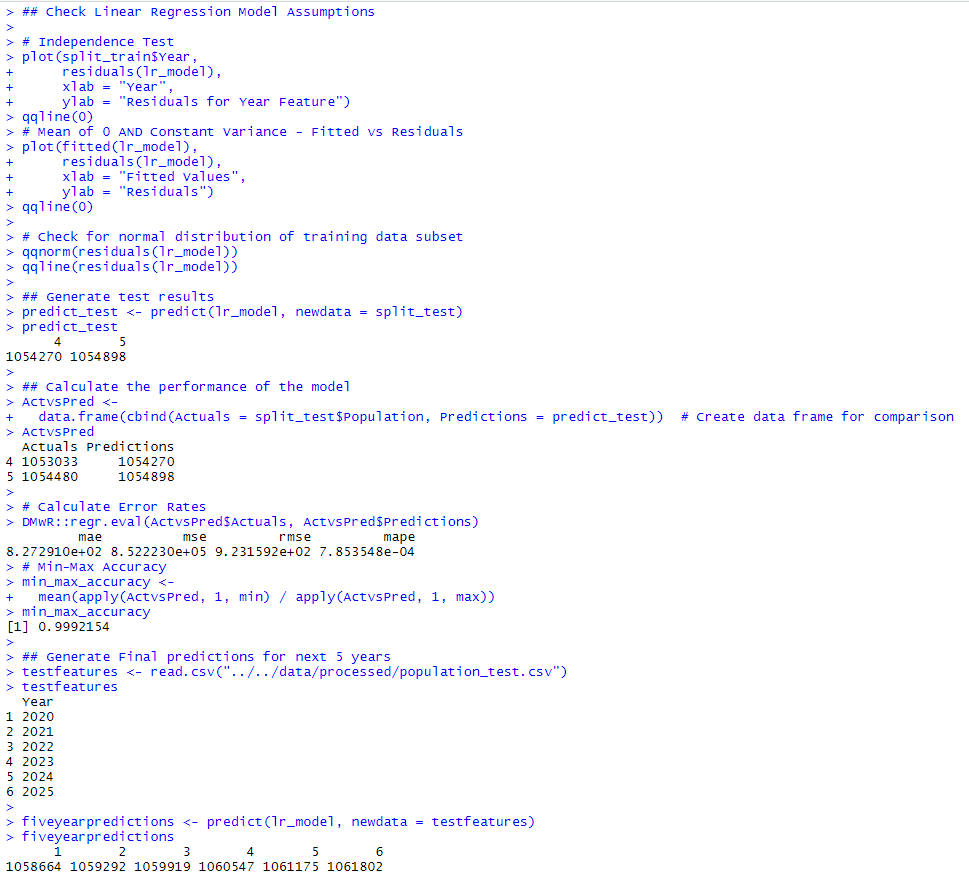 > ## Check Linear Regression Model Assumptions
>
> # Independence Test
> plot(split_train$Year,
+      residuals(lr_model),
+      xlab = "Year",
+      ylab = "Residuals for Year Feature")
> qqline(0)
> # Mean of 0 AND Constant Variance - Fitted vs Residuals
> plot(fitted(lr_model),
+      residuals(lr_model),
+      xlab = "Fitted Values",
+      ylab = "Residuals")
> qqline(0)
>
> # Check for normal distribution of training data subset
> qqnorm(residuals(lr_model))
> qqline(residuals(lr_model))
>
> ## Generate test results
> predict_test <- predict(lr_model, newdata = split_test)
> predict_test
      4       5
1054270 1054898
>
> ## Calculate the performance of the model
> ActvsPred <-
+   data.frame(cbind(Actuals = split_test$Population, Predictions = predict_test))  # Create data frame for comparison
> ActvsPred
  Actuals Predictions
4 1053033     1054270
5 1054480     1054898
>
> # Calculate Error Rates
> DMwR::regr.eval(ActvsPred$Actuals, ActvsPred$Predictions)
         mae          mse         rmse         mape
8.272910e+02 8.522230e+05 9.231592e+02 7.853548e-04
> # Min-Max Accuracy
> min_max_accuracy <-
+   mean(apply(ActvsPred, 1, min) / apply(ActvsPred, 1, max))
> min_max_accuracy
[1] 0.9992154
>
> ## Generate Final predictions for next 5 years
> testfeatures <- read.csv("../../data/processed/population_test.csv")
> testfeatures
  Year
1 2020
2 2021
3 2022
4 2023
5 2024
6 2025
>
> fiveyearpredictions <- predict(lr_model, newdata = testfeatures)
> fiveyearpredictions
      1       2       3       4       5       6
1058664 1059292 1059919 1060547 1061175 1061802